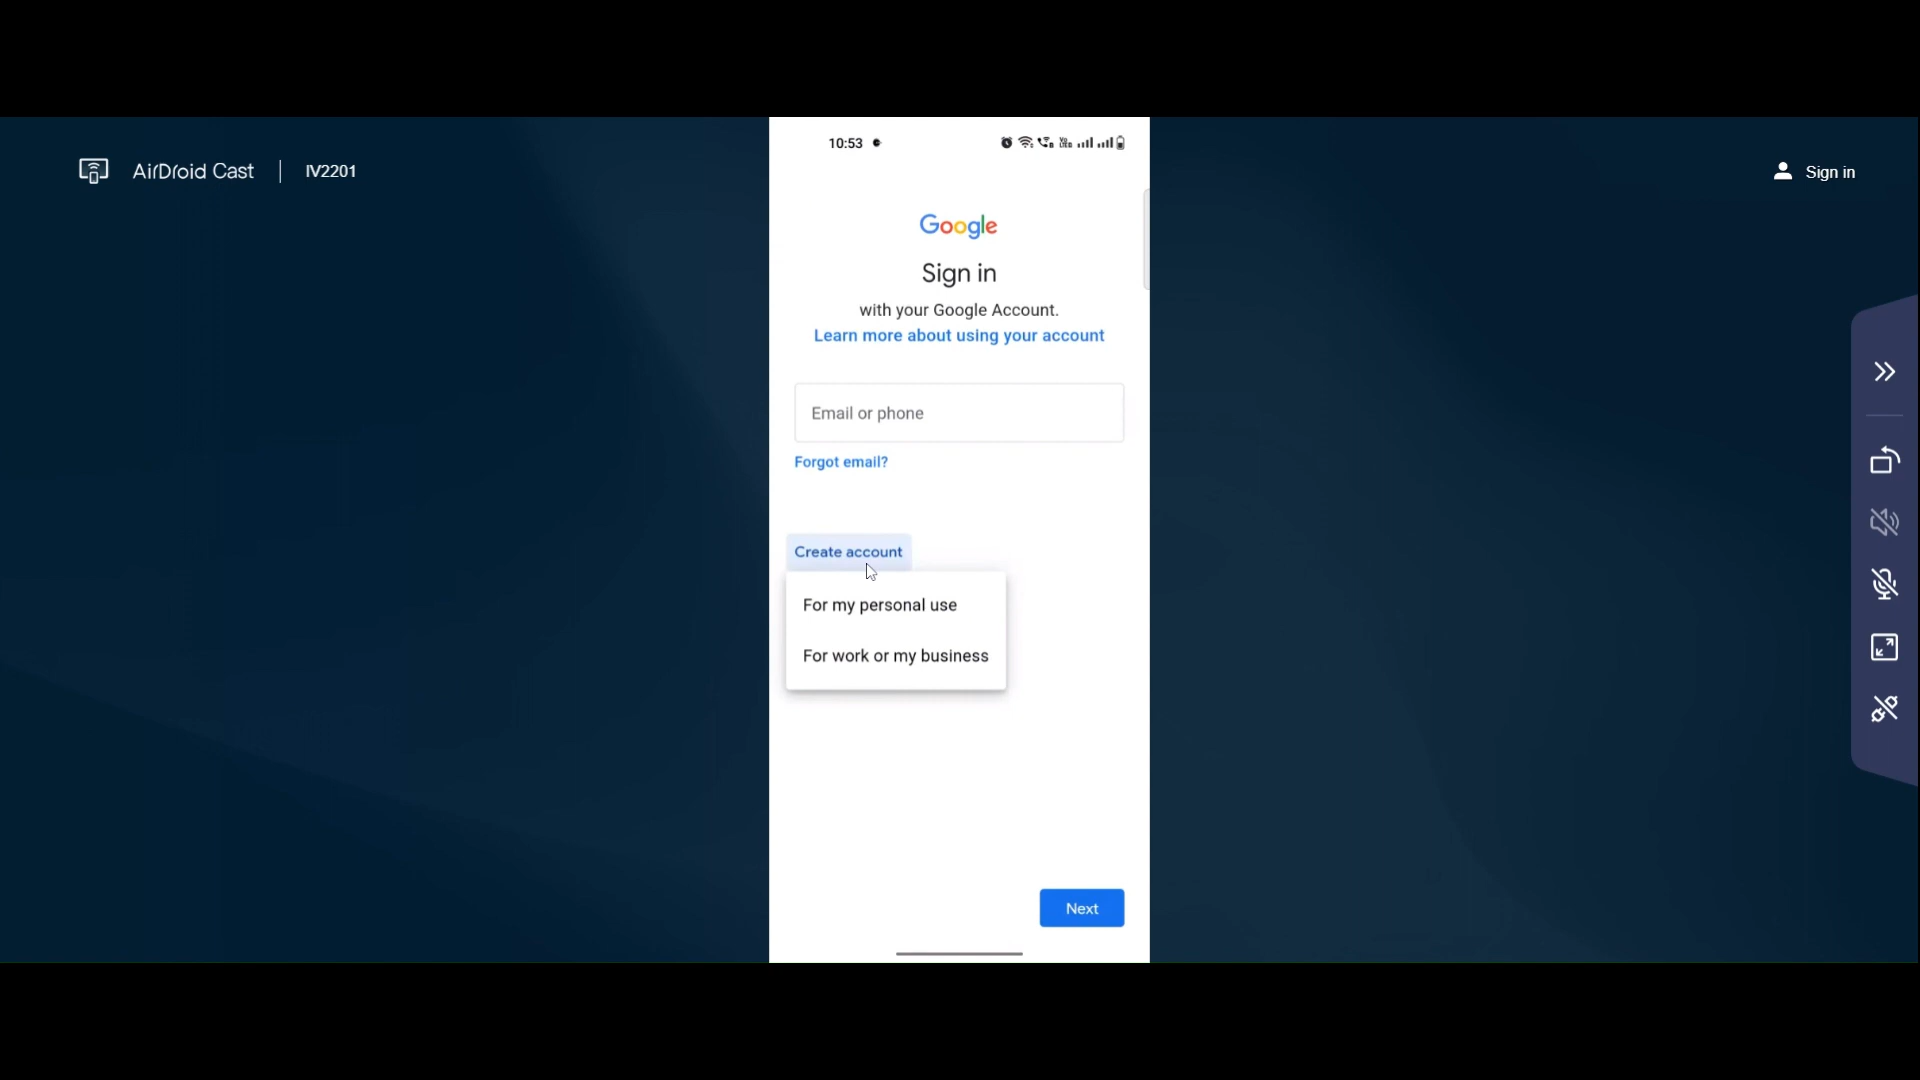 10:53
AirDroid Cast
IV2201
Sign in
Google
Sign in
with your Google Account.
Learn more about using your account
Email or phone
Forgot email?
Create account
For my personal use
For work or my business
Next